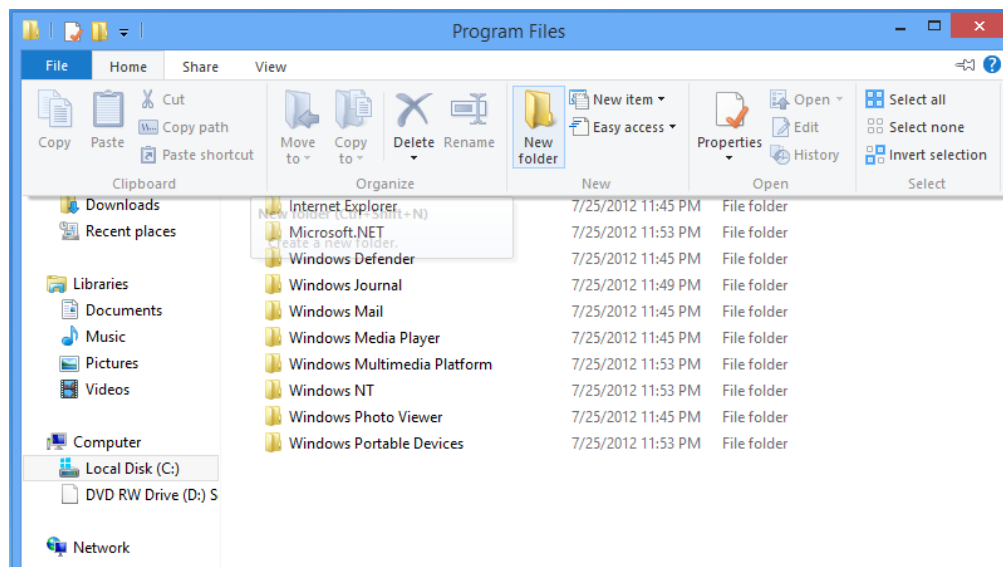 Program Files
File Home Share View
Copy
Paste
Cut
Copy path
Paste shortcut
Clipboard
Move to
Copy to
Delete
Rename
Organize
New folder
New item
Easy access
New
Properties
Open
Edit
History
Open
Select all
Select none
Invert selection
Select
New folder (Ctrl+Shift+N)
Create a new folder.
Downloads
Recent places
Libraries
Documents
Music
Pictures
Videos
Computer
Local Disk (C:)
DVD RW Drive (D:) S
Network
Internet Explorer 7/25/2012 11:45 PM File folder
Microsoft.NET 7/25/2012 11:53 PM File folder
Windows Defender 7/25/2012 11:45 PM File folder
Windows Journal 7/25/2012 11:49 PM File folder
Windows Mail 7/25/2012 11:45 PM File folder
Windows Media Player 7/25/2012 11:45 PM File folder
Windows Multimedia Platform 7/25/2012 11:53 PM File folder
Windows NT 7/25/2012 11:53 PM File folder
Windows Photo Viewer 7/25/2012 11:45 PM File folder
Windows Portable Devices 7/25/2012 11:53 PM File folder